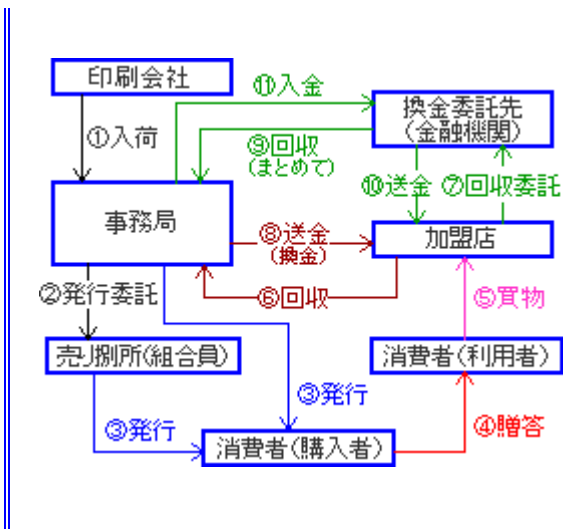 印刷会社
⑪入金
換金委託先
(金融機関)
①入荷
⑨回収
(まとめて)
⑩送金
⑦回収委託
事務局
⑧送金
(換金)
加盟店
②発行委託
⑥回収
⑤買物
売り捌所(組合員)
消費者(利用者)
③発行
③発行
④贈答
消費者(購入者)